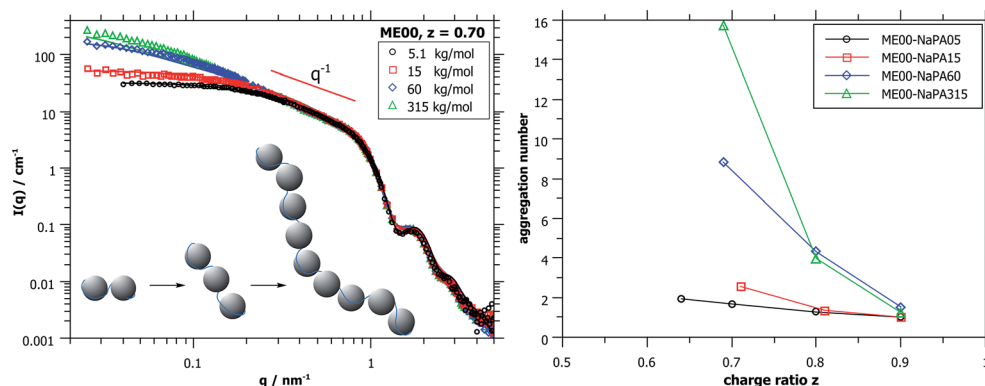 ME00, z = 0.70
5.1 kg/mol
15 kg/mol
60 kg/mol
315 kg/mol
q-1
100
10
1
0.1
0.01
0.001
I(q) / cm-1
0.1
1
q / nm-1
ME00-NaPA05
ME00-NaPA15
ME00-NaPA60
ME00-NaPA315
16
14
12
10
8
6
4
2
0
aggregation number
0.5
0.6
0.7
0.8
0.9
1
charge ratio z